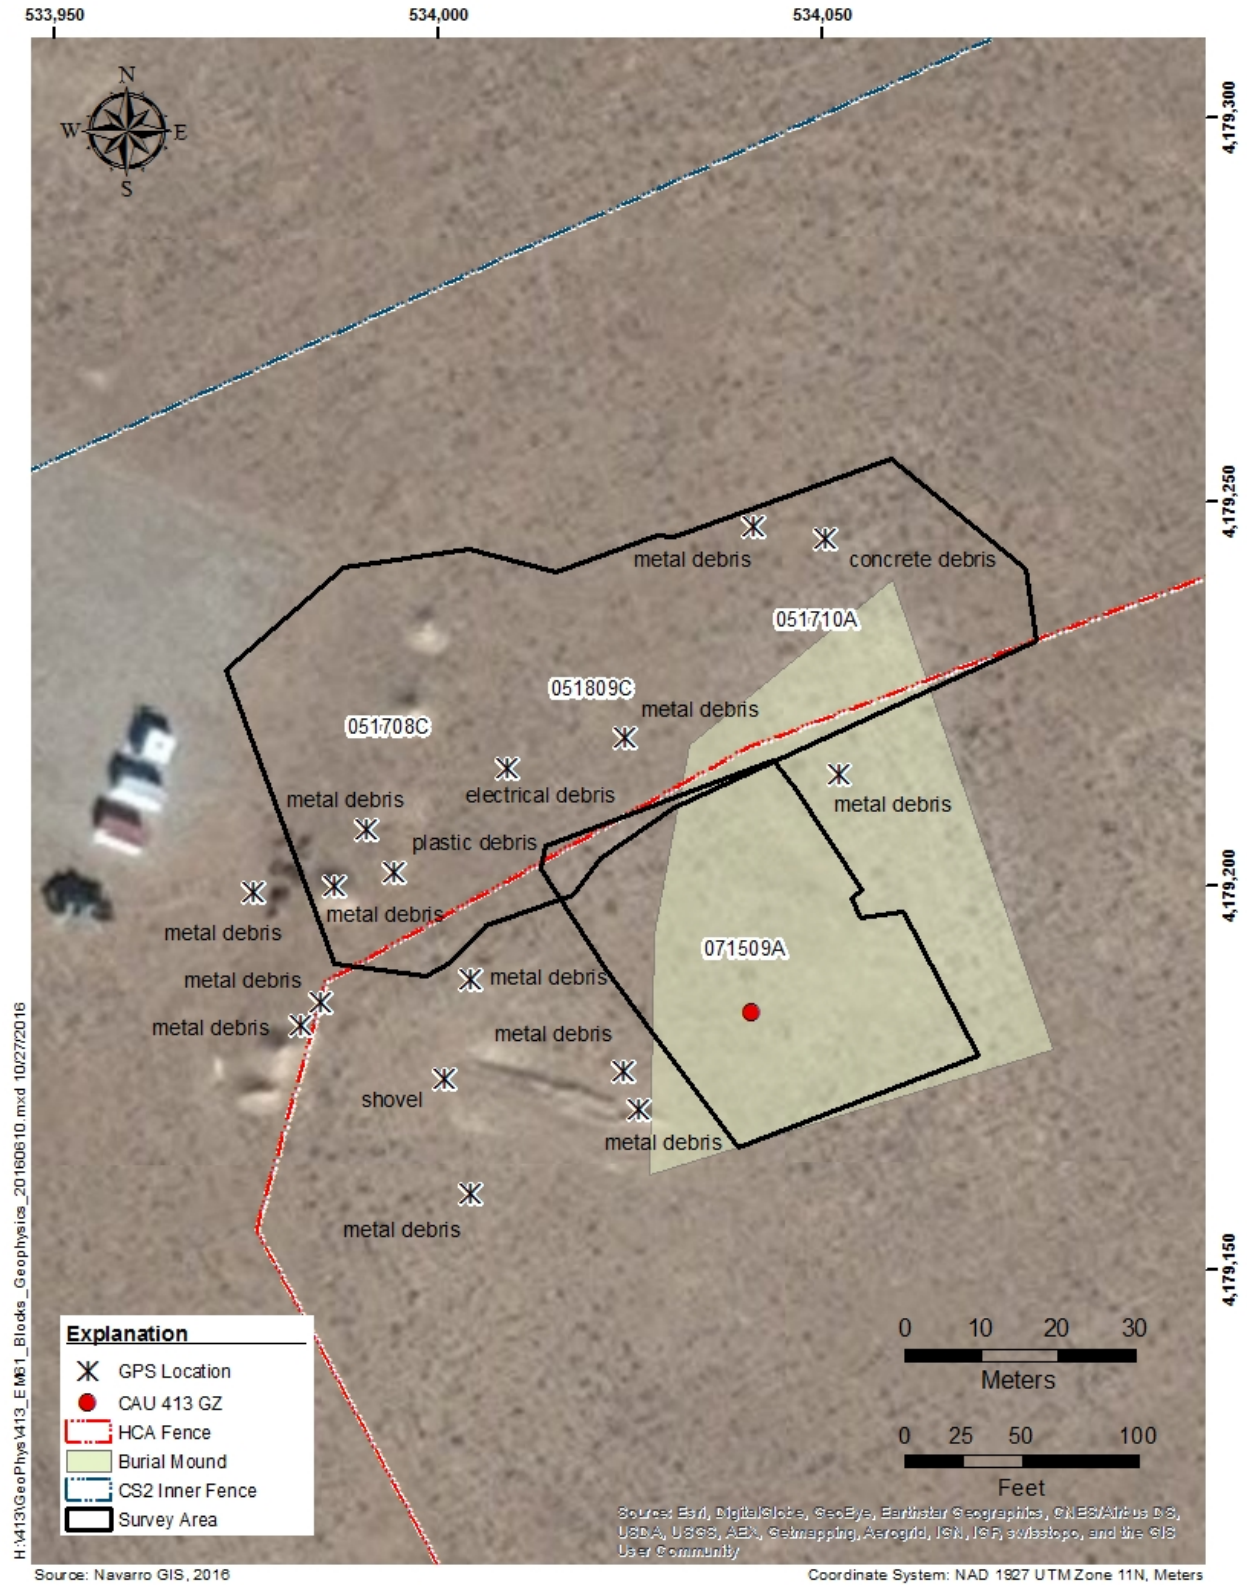 533,950
534,000
534,050
N
W
E
S
4,179,300
4,179,250
metal debris
concrete debris
051710A
051809C
metal debris
051708C
metal debris
electrical debris
metal debris
plastic debris
4,179,200
metal debris
metal debris
071509A
metal debris
metal debris
metal debris
metal debris
shovel
metal debris
metal debris
4,179,150
H:\413\GeoPhys\413_EM61_Blocks_Geophysics_20160610.mxd 10/27/2016
Explanation
GPS Location
CAU 413 GZ
HCA Fence
Burial Mound
CS2 Inner Fence
Survey Area
0 10 20 30
Meters
0 25 50 100
Feet
Source: Esri, DigitalGlobe, GeoEye, Earthstar Geographics, CNES/Airbus DS,
USDA, USGS, AEX, Getmapping, Aerogrid, IGN, IGP, swisstopo, and the GIS
User Community
Source: Navarro GIS, 2016
Coordinate System: NAD 1927 UTM Zone 11N, Meters